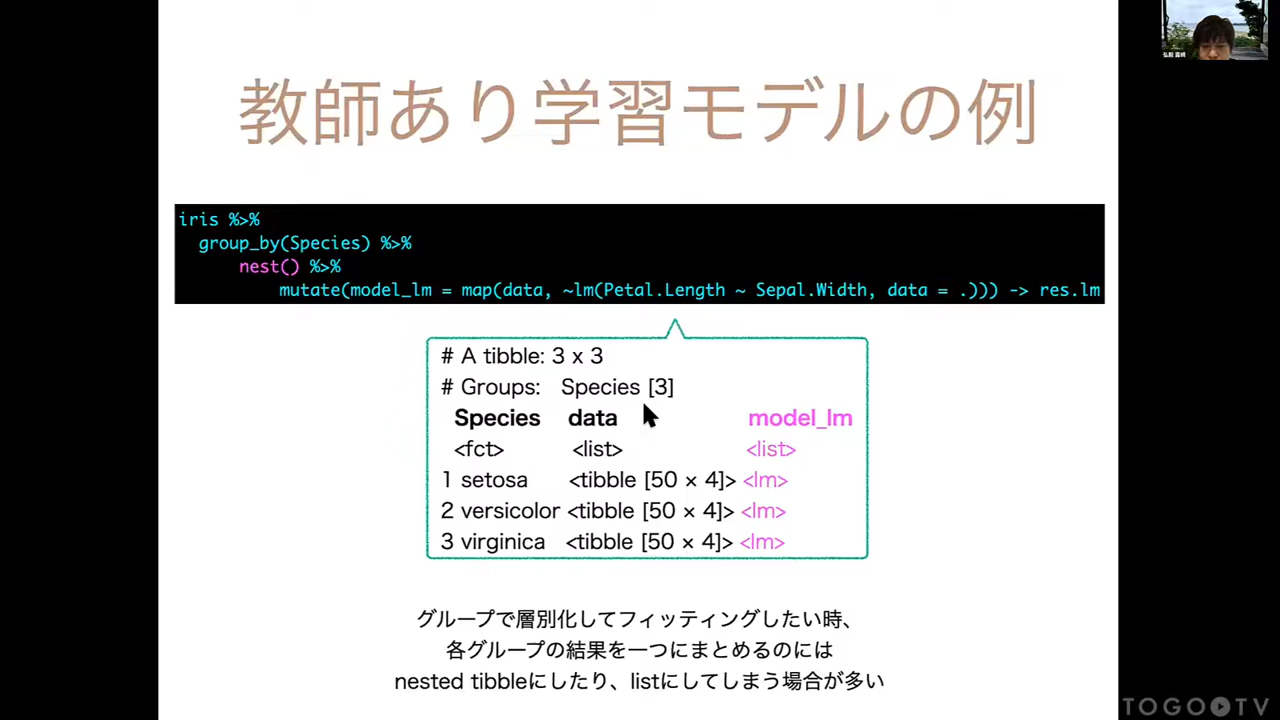 教師あり学習モデルの例
iris %>%
group_by(Species) %>%
nest() %>%
mutate(model_lm = map(data, ~lm(Petal.Length ~ Sepal.Width, data = .))) -> res.lm
# A tibble: 3 x 3
# Groups: Species [3]
Species data model_lm
<fct> <list> <list>
1 setosa <tibble [50 × 4]> <lm>
2 versicolor <tibble [50 × 4]> <lm>
3 virginica <tibble [50 × 4]> <lm>
グループで層別化してフィッティングしたい時、
各グループの結果を一つにまとめるのには
nested tibbleにしたり、listにしてしまう場合が多い
TOGO TV